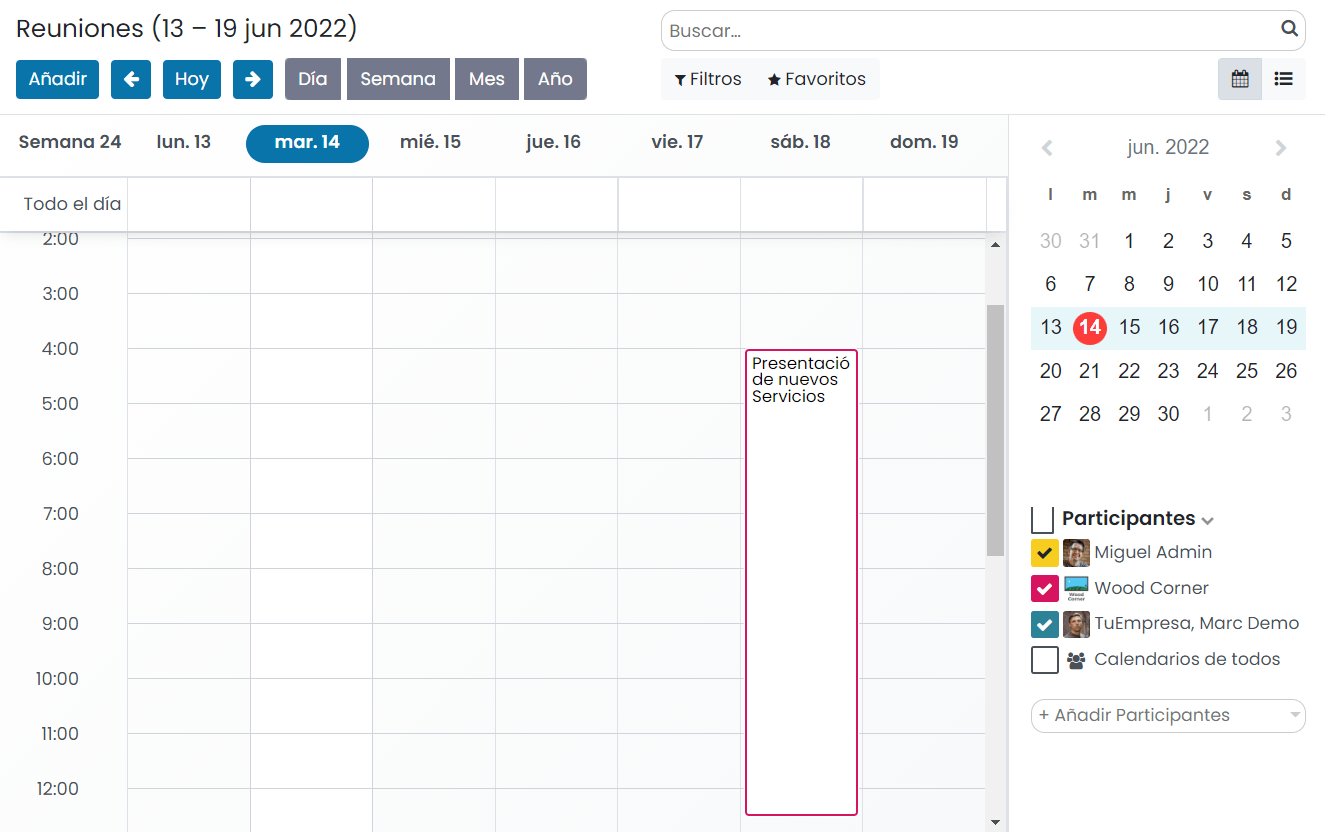 Reuniones (13 – 19 jun 2022)
Buscar...
Añadir
Hoy
Día
Semana
Mes
Año
Filtros
Favoritos
Semana 24
lun. 13
mar. 14
mié. 15
jue. 16
vie. 17
sáb. 18
dom. 19
Todo el día
2:00
3:00
4:00
5:00
6:00
7:00
8:00
9:00
10:00
11:00
12:00
Presentació
de nuevos
Servicios
jun. 2022
l m m j v s d
30 31 1 2 3 4 5
6 7 8 9 10 11 12
13 14 15 16 17 18 19
20 21 22 23 24 25 26
27 28 29 30 1 2 3
Participantes
Miguel Admin
Wood Corner
Wood
Corner
TuEmpresa, Marc Demo
Calendarios de todos
+ Añadir Participantes